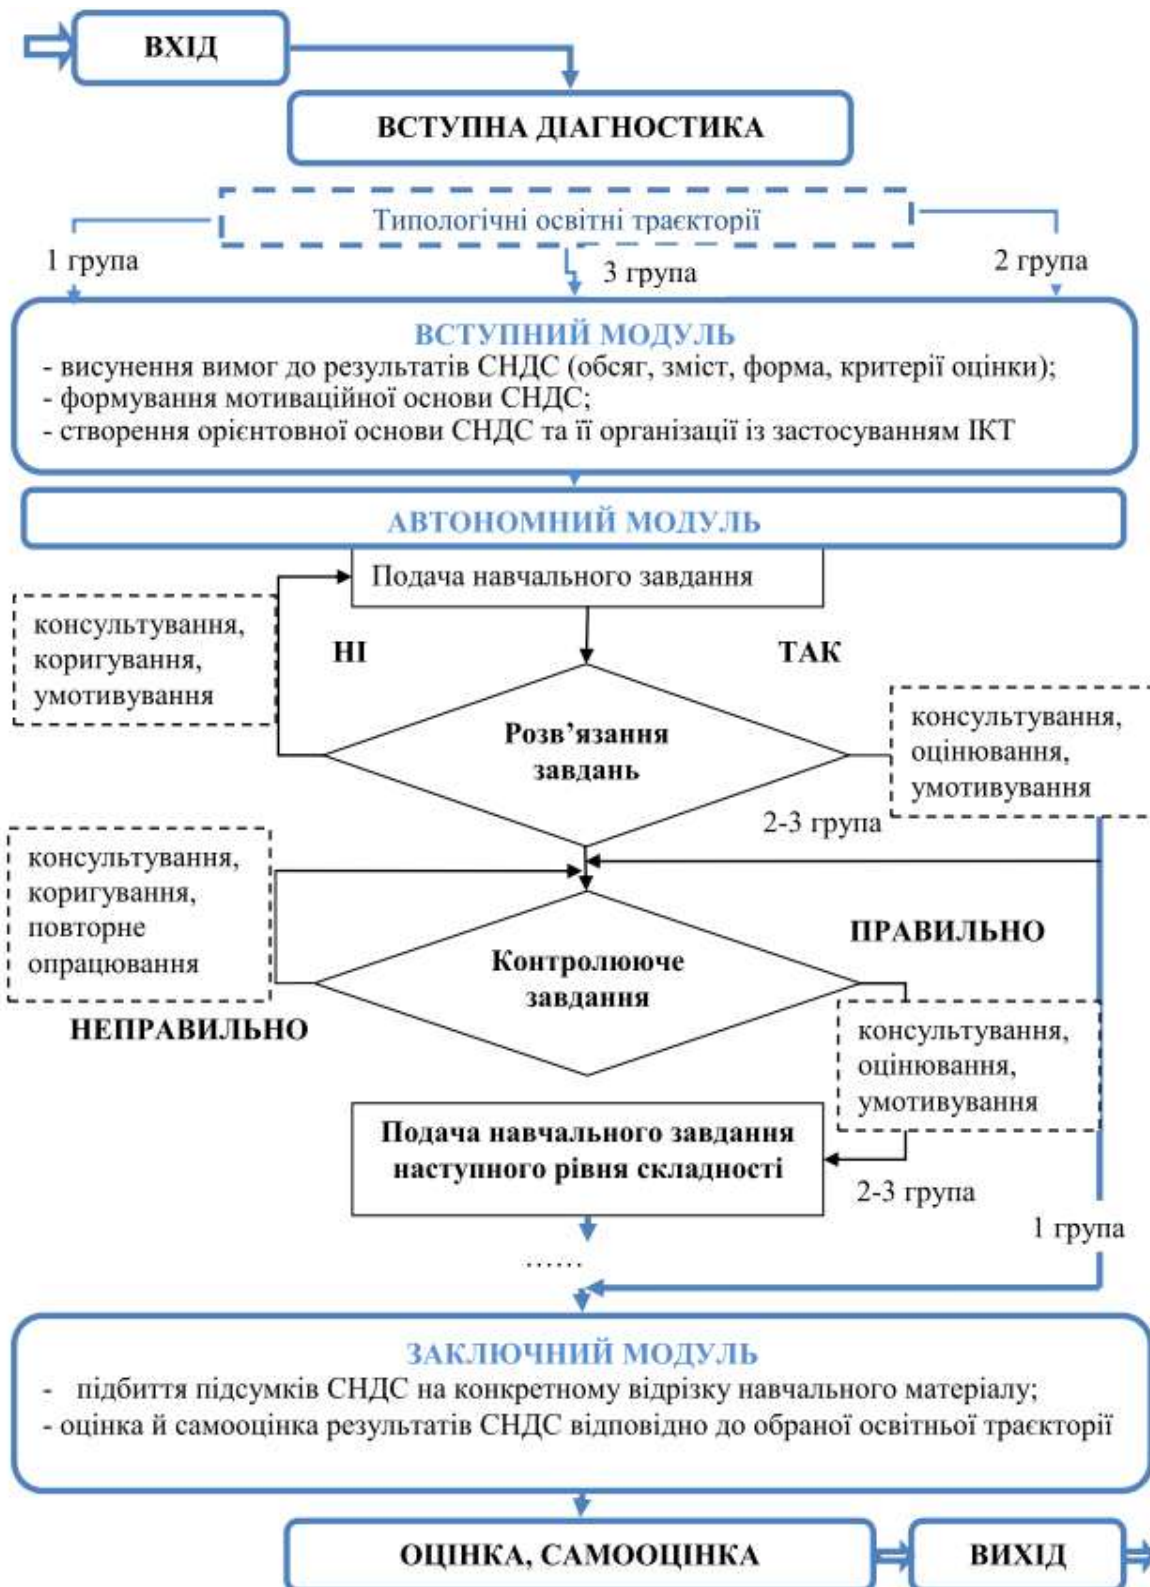 ВХІД
ВСТУПНА ДІАГНОСТИКА
Типологічні освітні траєкторії
1 група
3 група
2 група
ВСТУПНИЙ МОДУЛЬ
- висунення вимог до результатів СНДС (обсяг, зміст, форма, критерії оцінки);
- формування мотиваційної основи СНДС;
- створення орієнтовної основи СНДС та її організації із застосуванням ІКТ
АВТОНОМНИЙ МОДУЛЬ
Подача навчального завдання
консультування,
коригування,
умотивування
НІ
ТАК
Розв’язання
завдань
консультування,
оцінювання,
умотивування
2-3 група
консультування,
коригування,
повторне
опрацювання
ПРАВИЛЬНО
Контролююче
завдання
НЕПРАВИЛЬНО
консультування,
оцінювання,
умотивування
Подача навчального завдання
наступного рівня складності
2-3 група
1 група
……
ЗАКЛЮЧНИЙ МОДУЛЬ
- підбиття підсумків СНДС на конкретному відрізку навчального матеріалу;
- оцінка й самооцінка результатів СНДС відповідно до обраної освітньої траєкторії
ОЦІНКА, САМООЦІНКА
ВИХІД